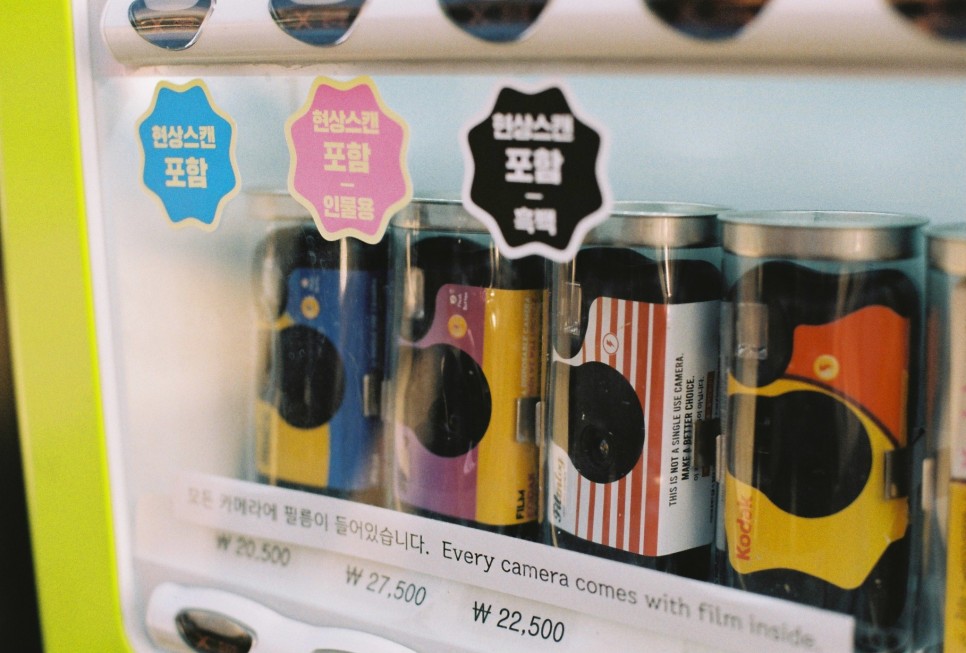 현상스캔
포함
현상스캔
포함
–
인물용
현상스캔
포함
–
흑백
THIS IS NOT A SINGLE USE CAMERA.
MAKE A BETTER CHOICE.
FILM
Kodak
모든 카메라에 필름이 들어있습니다. Every camera comes with film inside.
₩ 20,500
₩ 27,500
₩ 22,500